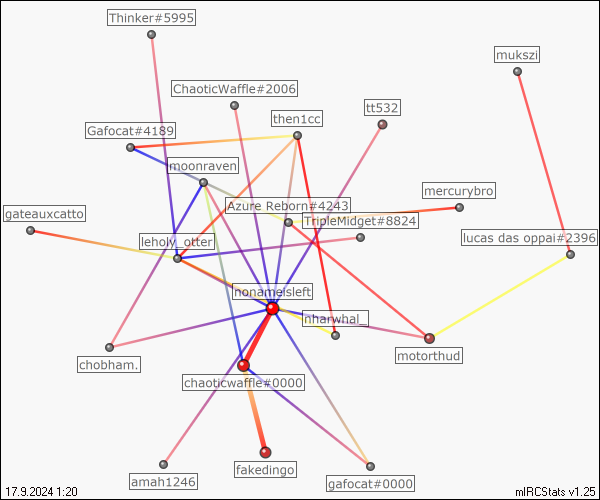 Thinker#5995
mukszi
ChaoticWaffle#2006
tt532
then1cc
Gafocat#4189
moonraven
mercurybro
Azure Reborn#4243
gateauxcatto
TripleMidget#8824
leholy_otter
lucas das oppai#2396
nonameisleft
nharwhal_
motorthud
chobham.
chaoticwaffle#0000
fakedingo
amah1246
gafocat#0000
17.9.2024 1:20
mIRCStats v1.25